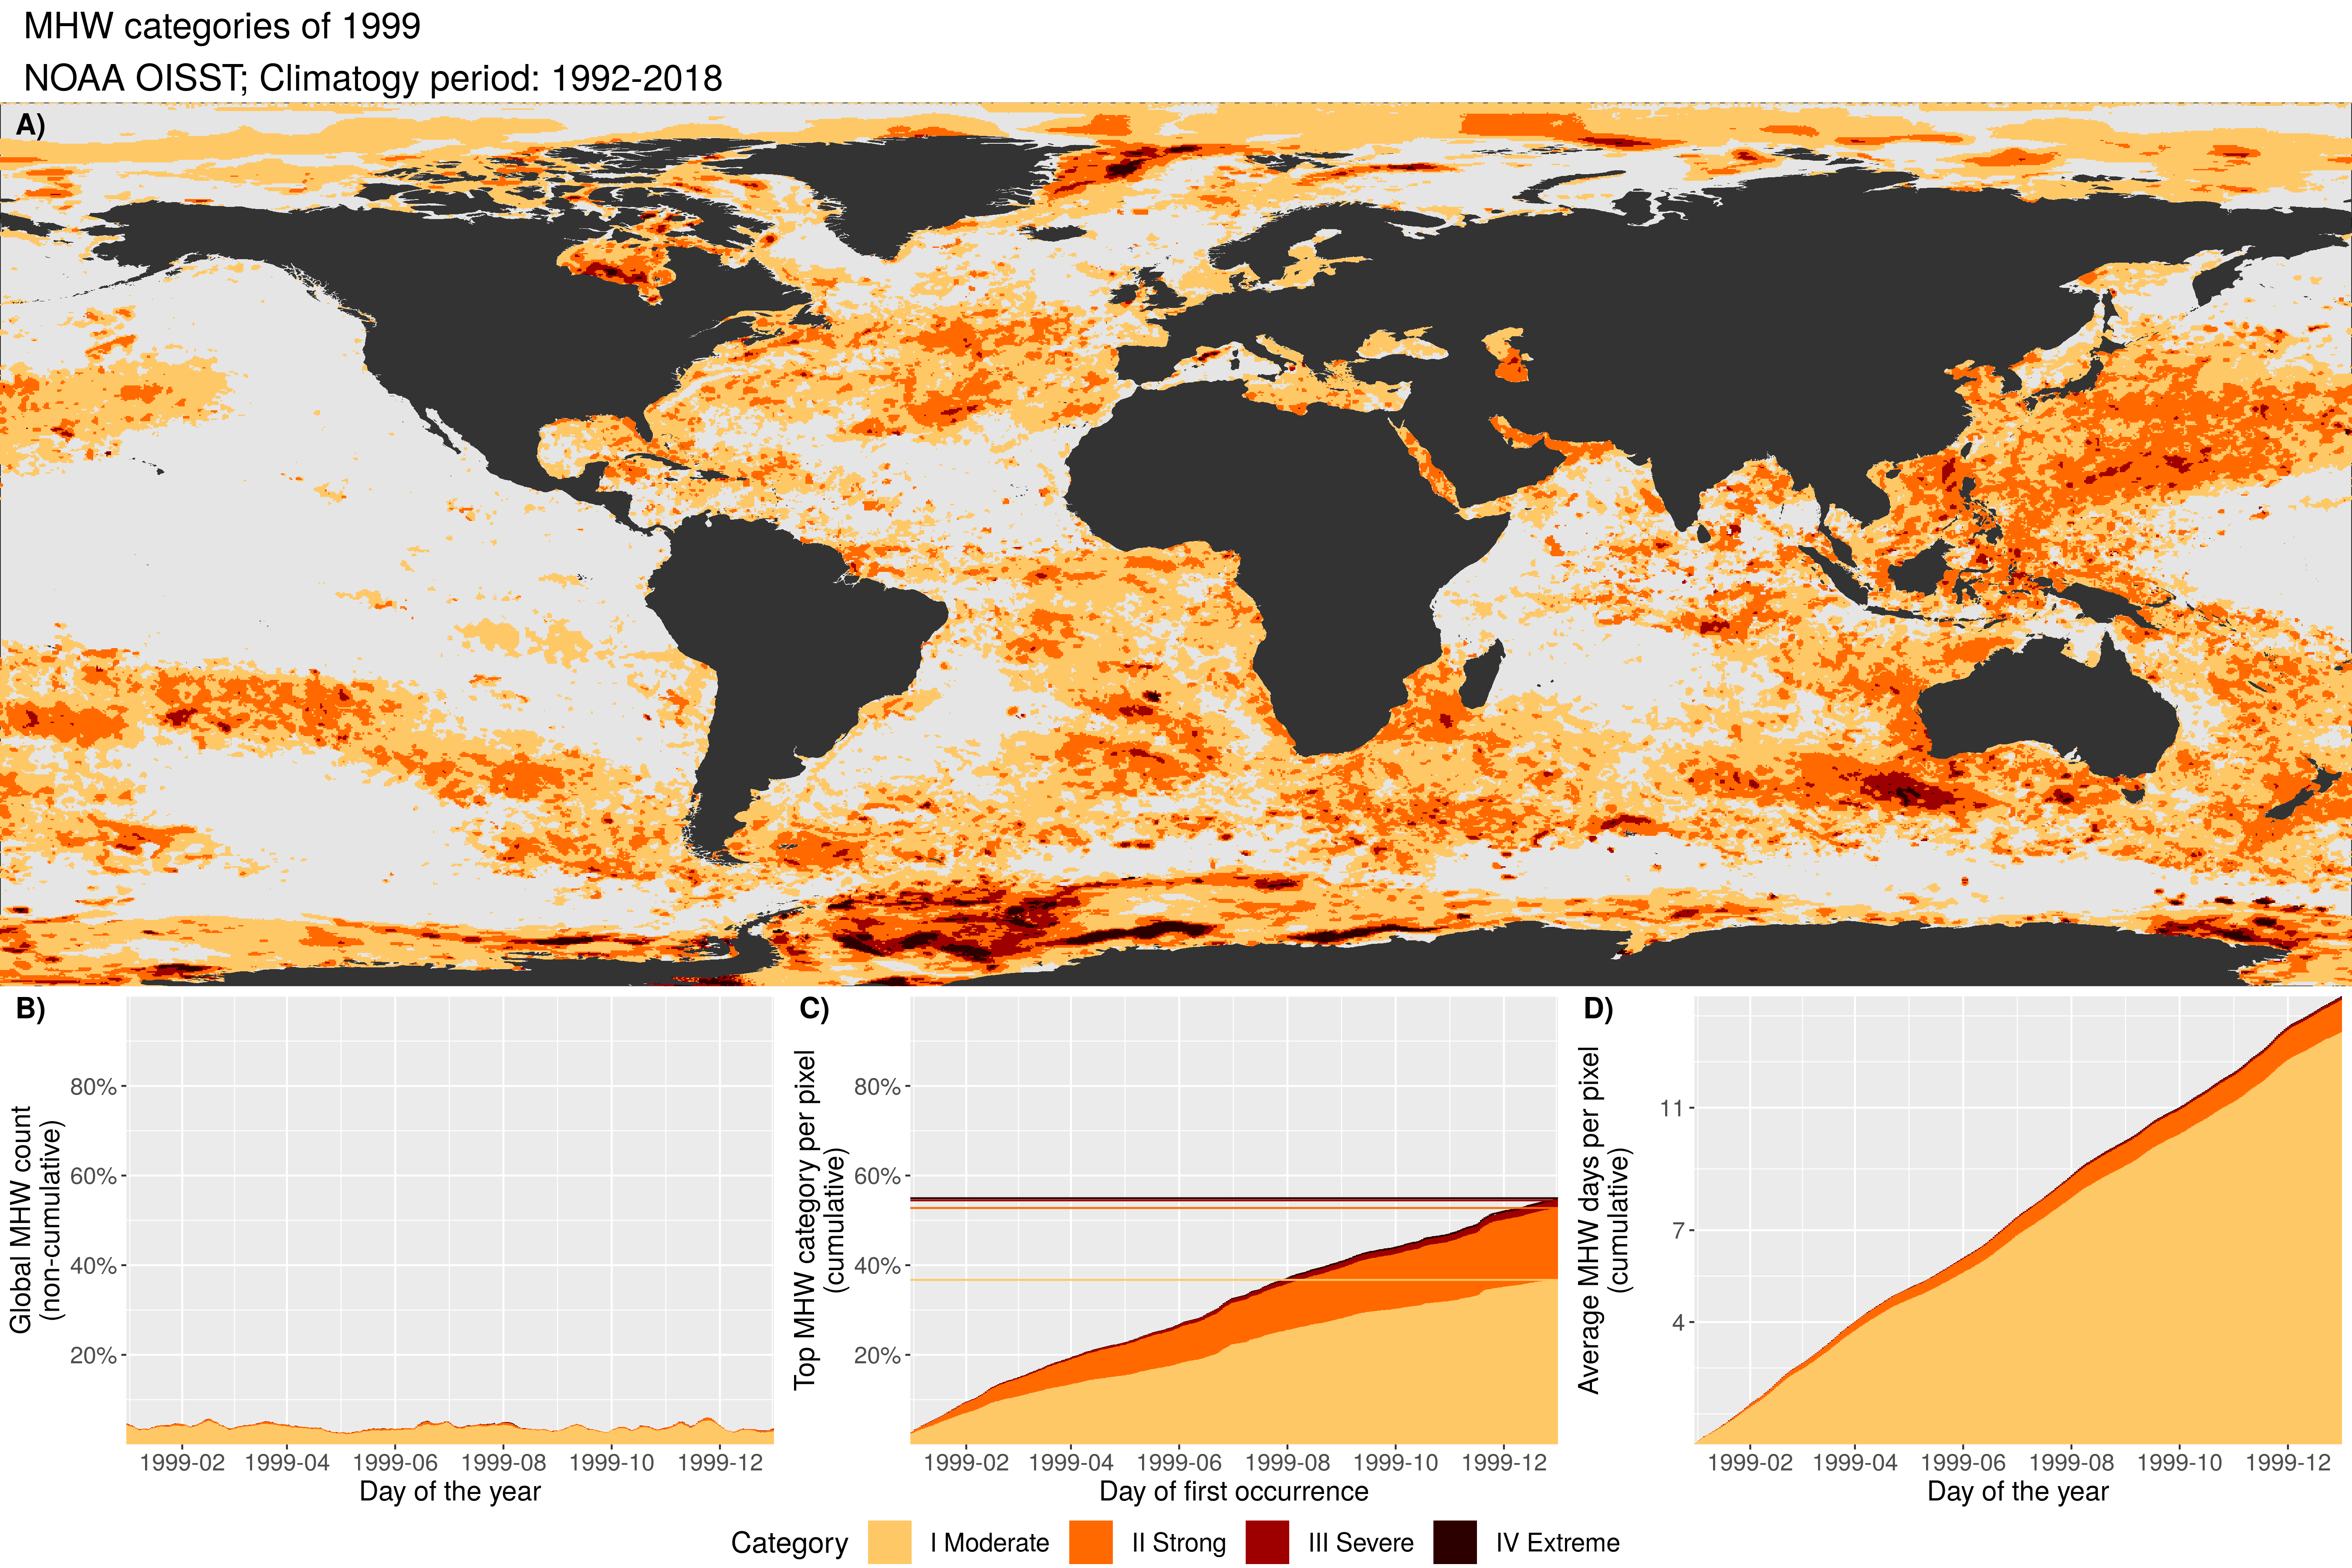 MHW categories of 1999
NOAA OISST; Climatogy period: 1992-2018
A)
B)
Global MHW count
(non-cumulative)
80%
60%
40%
20%
1999-02 1999-04 1999-06 1999-08 1999-10 1999-12
Day of the year
C)
Top MHW category per pixel
(cumulative)
80%
60%
40%
20%
1999-02 1999-04 1999-06 1999-08 1999-10 1999-12
Day of first occurrence
D)
Average MHW days per pixel
(cumulative)
11
7
4
1999-02 1999-04 1999-06 1999-08 1999-10 1999-12
Day of the year
Category I Moderate II Strong III Severe IV Extreme